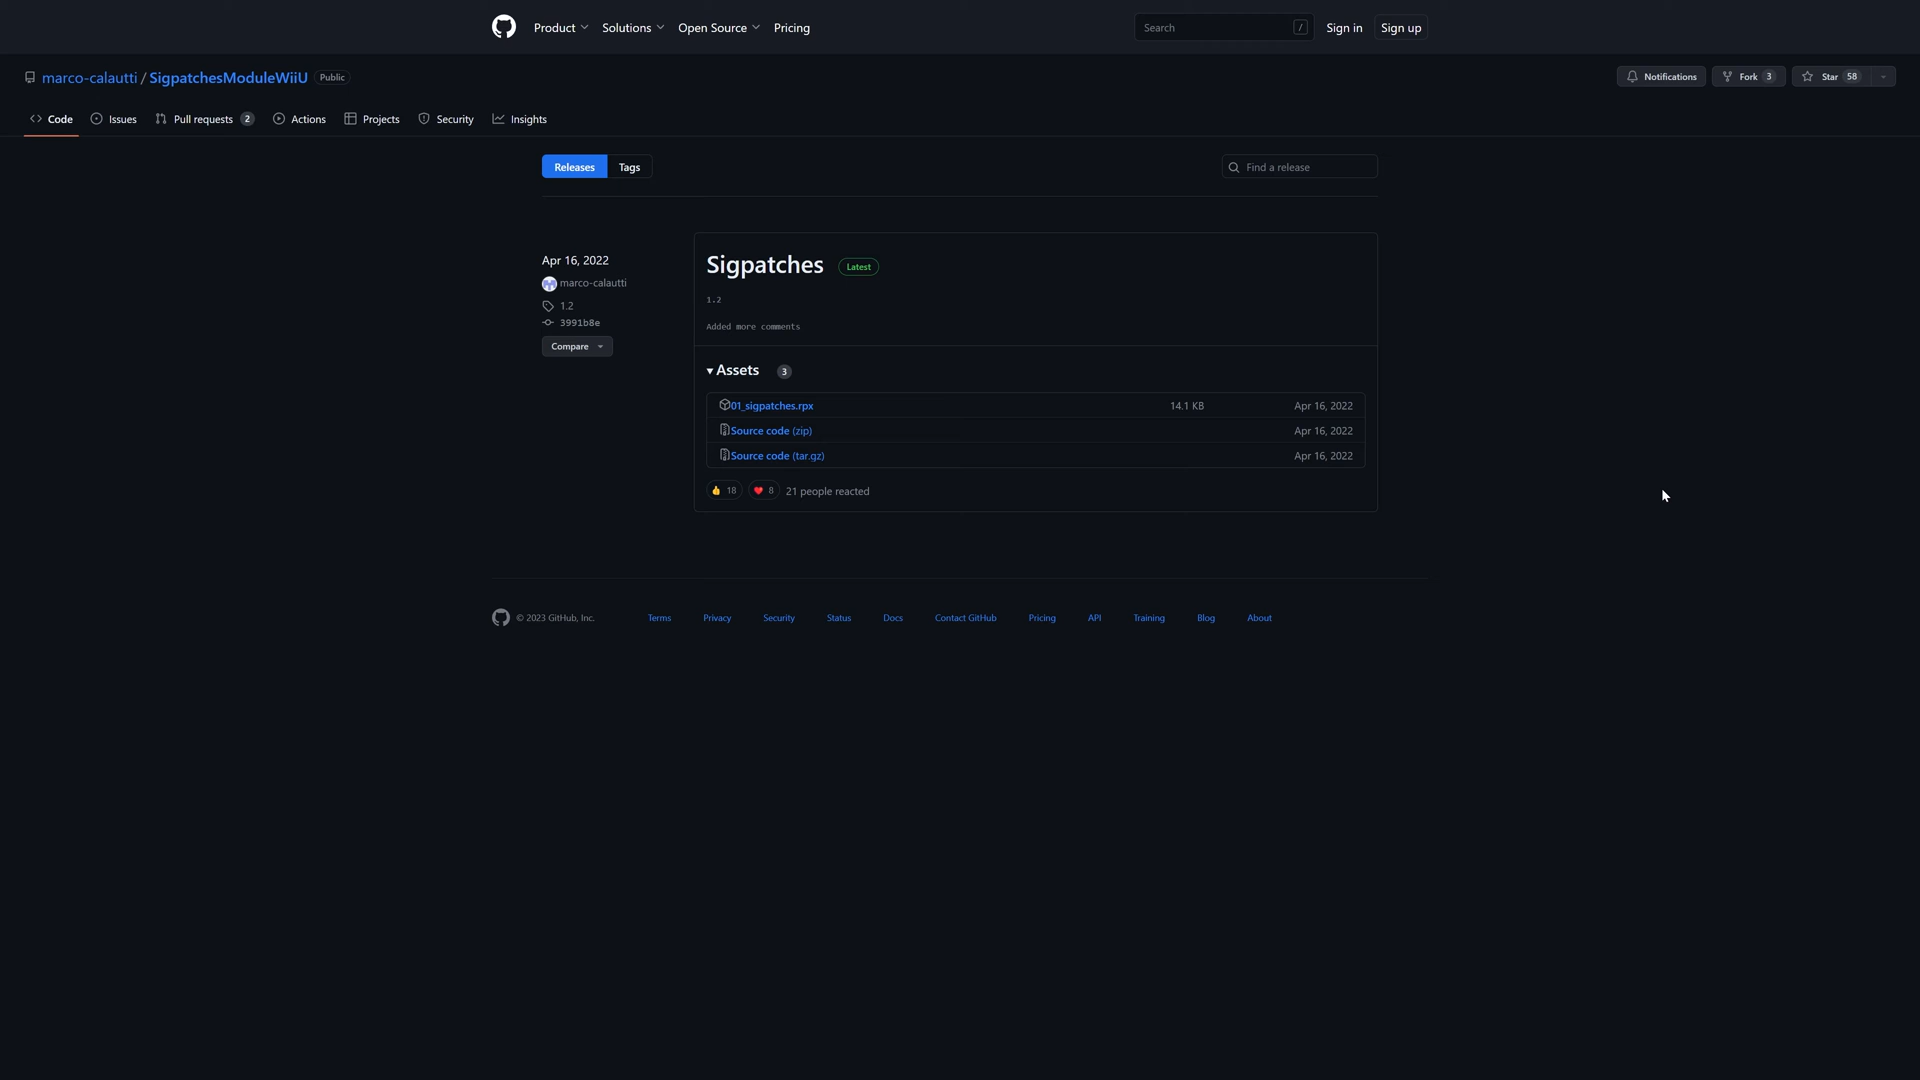 Product Solutions Open Source Pricing Search / Sign in Sign up
marco-calautti / SigpatchesModuleWiiU Public Notifications Fork 3 Star 58
Code Issues Pull requests 2 Actions Projects Security Insights
Releases Tags Find a release
Apr 16, 2022
marco-calautti
1.2
3991b8e
Compare
Sigpatches Latest
1.2
Added more comments
Assets 3
01_sigpatches.rpx 14.1 KB Apr 16, 2022
Source code (zip) Apr 16, 2022
Source code (tar.gz) Apr 16, 2022
👍 18 ❤️ 8 21 people reacted
© 2023 GitHub, Inc. Terms Privacy Security Status Docs Contact GitHub Pricing API Training Blog About